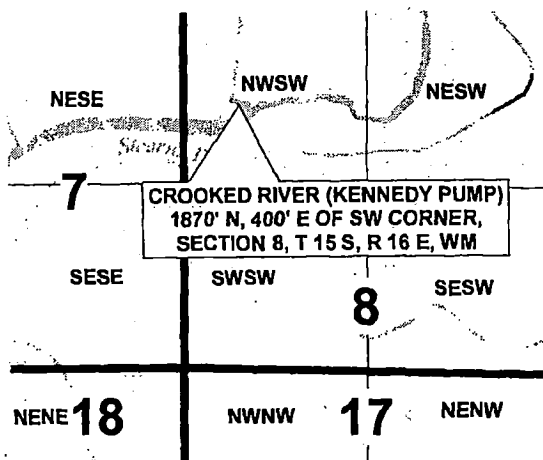 NWSW
NESE
NESW
7
CROOKED RIVER (KENNEDY PUMP)
1870' N, 400' E OF SW CORNER,
SECTION 8, T 15 S, R 16 E, WM
SESE
SWSW
SESW
8
NENE 18
NWNW
17
NENW